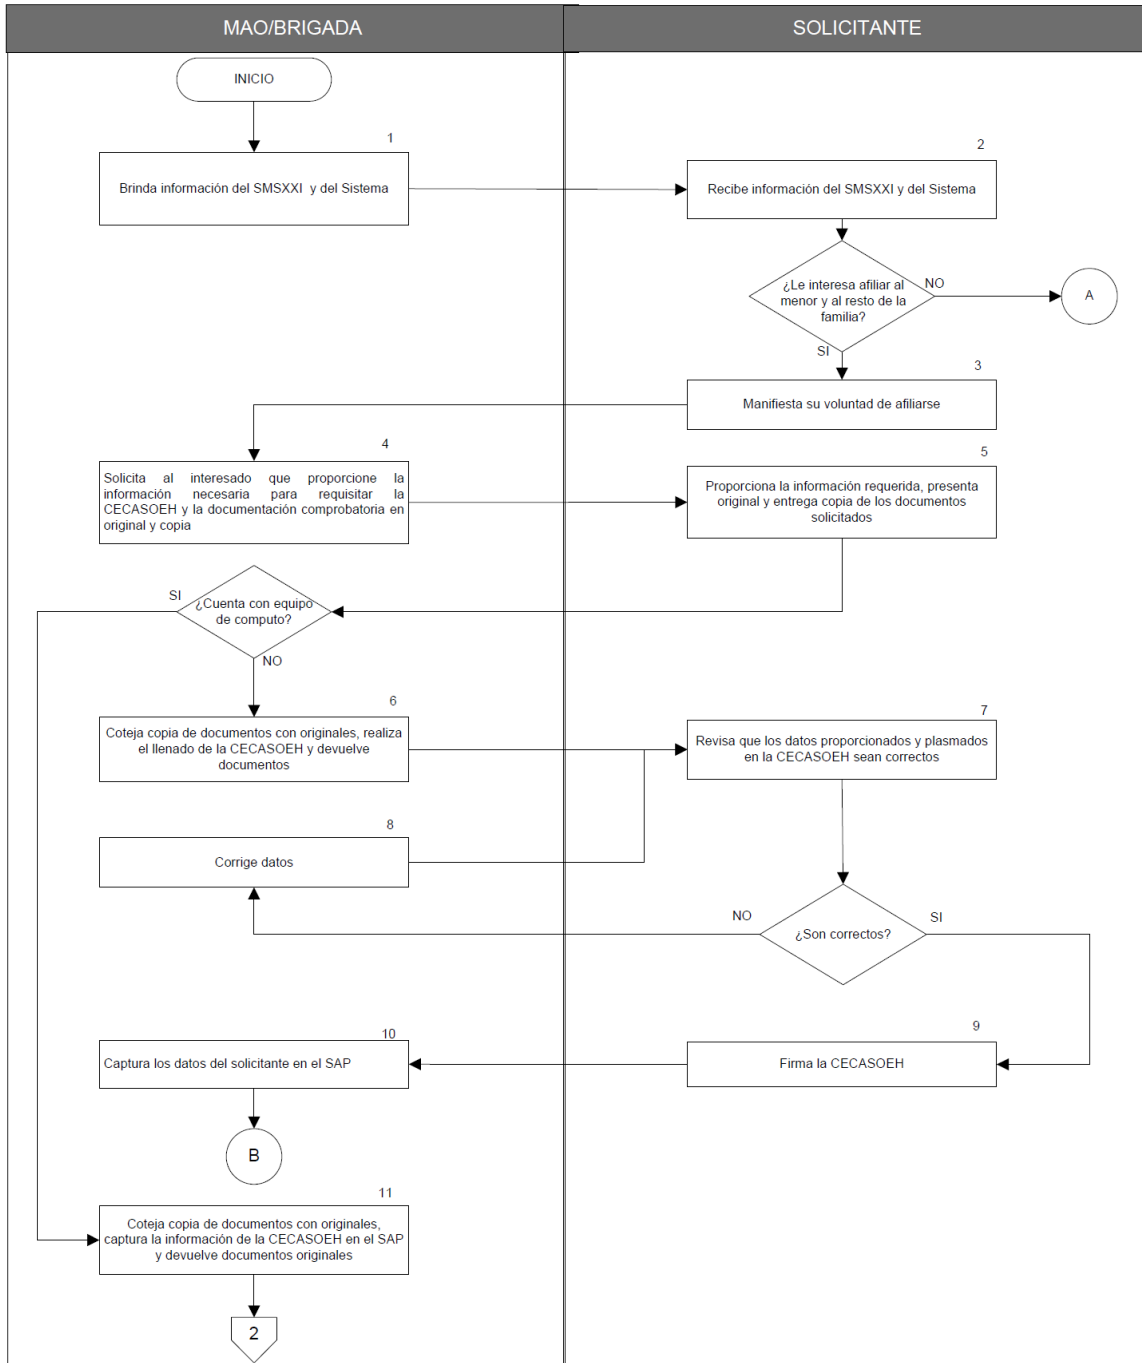 MAO/BRIGADA
SOLICITANTE
INICIO
1
Brinda información del SMSXXI y del Sistema
2
Recibe información del SMSXXI y del Sistema
¿Le interesa afiliar al
menor y al resto de la
familia?
NO
A
SI
3
Manifiesta su voluntad de afiliarse
4
Solicita al interesado que proporcione la
información necesaria para requisitar la
CECASOEH y la documentación comprobatoria en
original y copia
5
Proporciona la información requerida, presenta
original y entrega copia de los documentos
solicitados
SI
¿Cuenta con equipo
de computo?
NO
6
Coteja copia de documentos con originales, realiza
el llenado de la CECASOEH y devuelve
documentos
7
Revisa que los datos proporcionados y plasmados
en la CECASOEH sean correctos
8
Corrige datos
NO
¿Son correctos?
SI
9
Firma la CECASOEH
10
Captura los datos del solicitante en el SAP
B
11
Coteja copia de documentos con originales,
captura la información de la CECASOEH en el SAP
y devuelve documentos originales
2